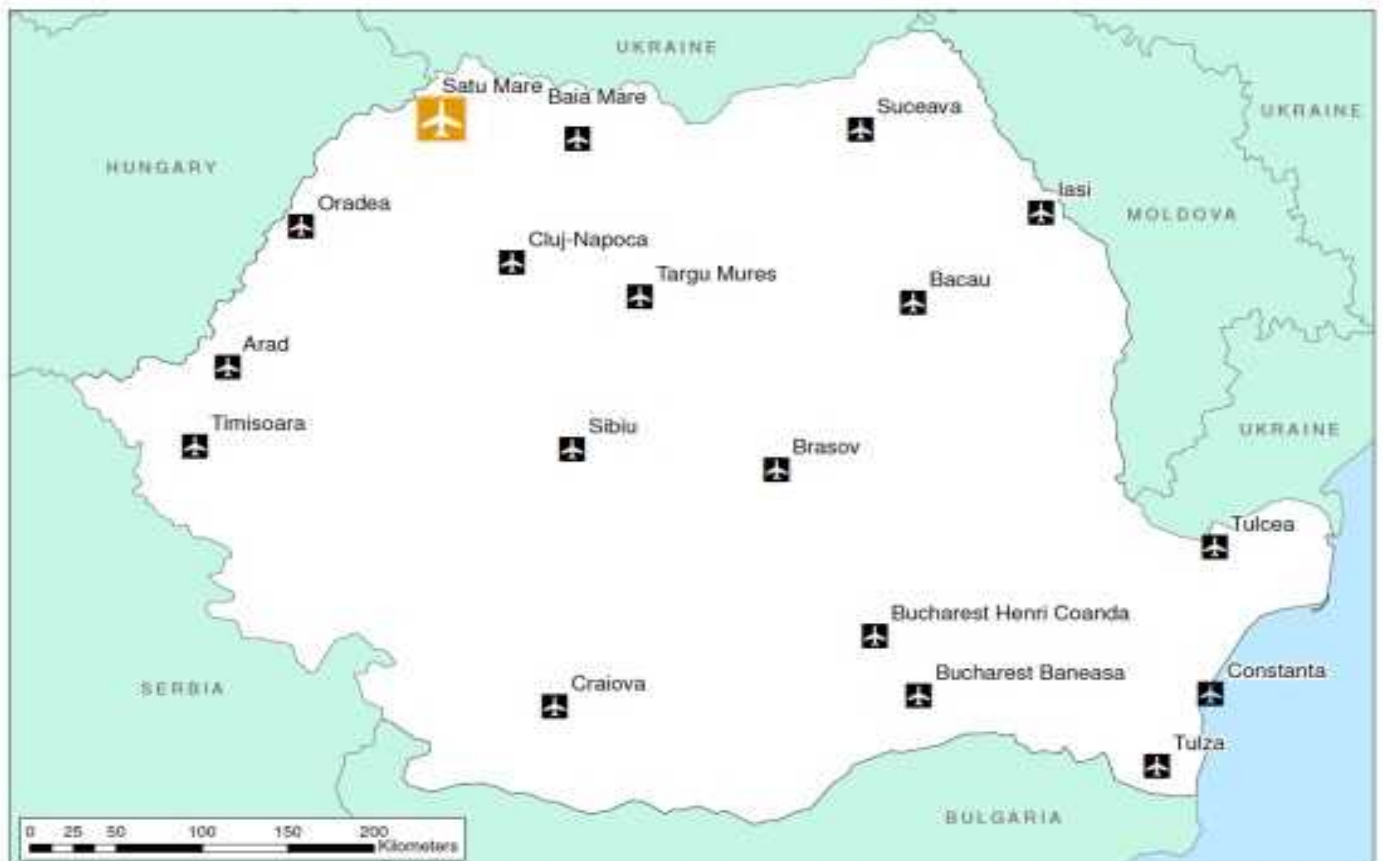 UKRAINE
Satu Mare
Baia Mare
Suceava
UKRAINE
HUNGARY
Oradea
Iasi
MOLDOVA
Cluj-Napoca
Targu Mures
Bacau
Arad
Timisoara
Sibiu
Brasov
UKRAINE
Tulcea
Bucharest Henri Coanda
Bucharest Baneasa
Constanta
SERBIA
Craiova
Tulza
BULGARIA
0 25 50 100 150 200
Kilometers